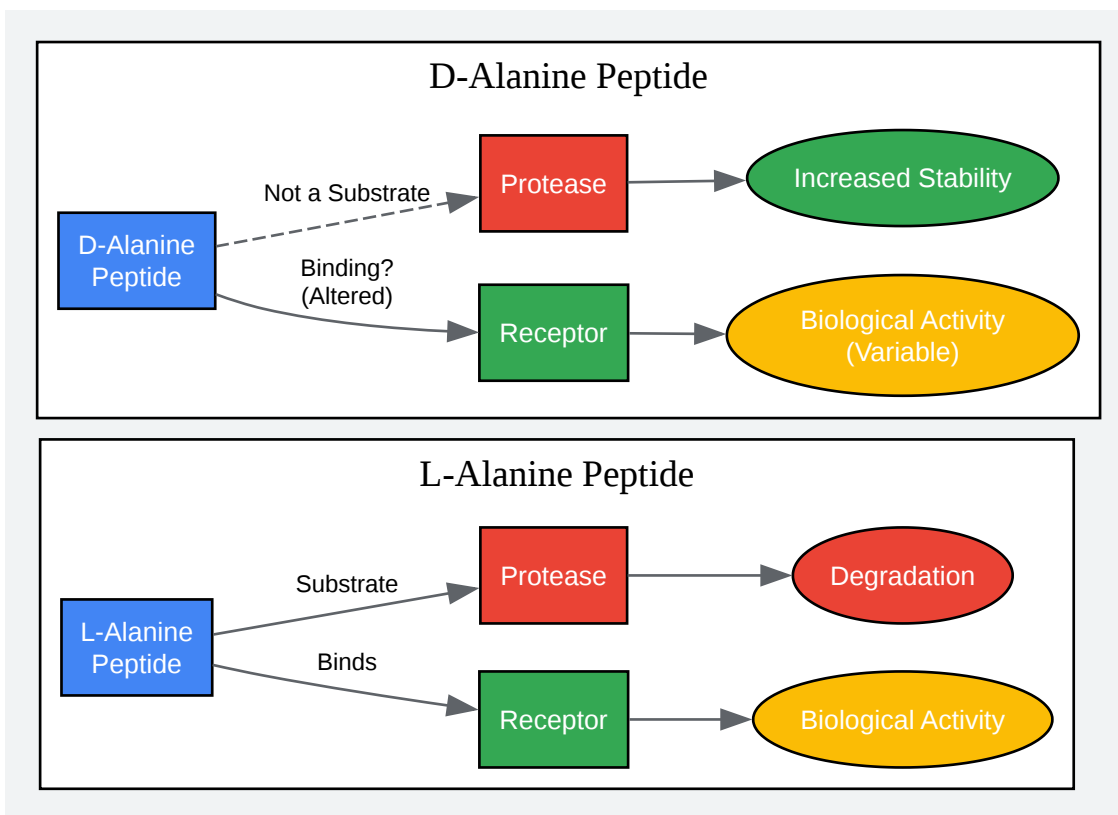 D-Alanine Peptide
Not a Substrate
Protease
Increased Stability
D-Alanine
Peptide
Binding?
(Altered)
Receptor
Biological Activity
(Variable)
L-Alanine Peptide
Substrate
Protease
Degradation
L-Alanine
Peptide
Binds
Receptor
Biological Activity